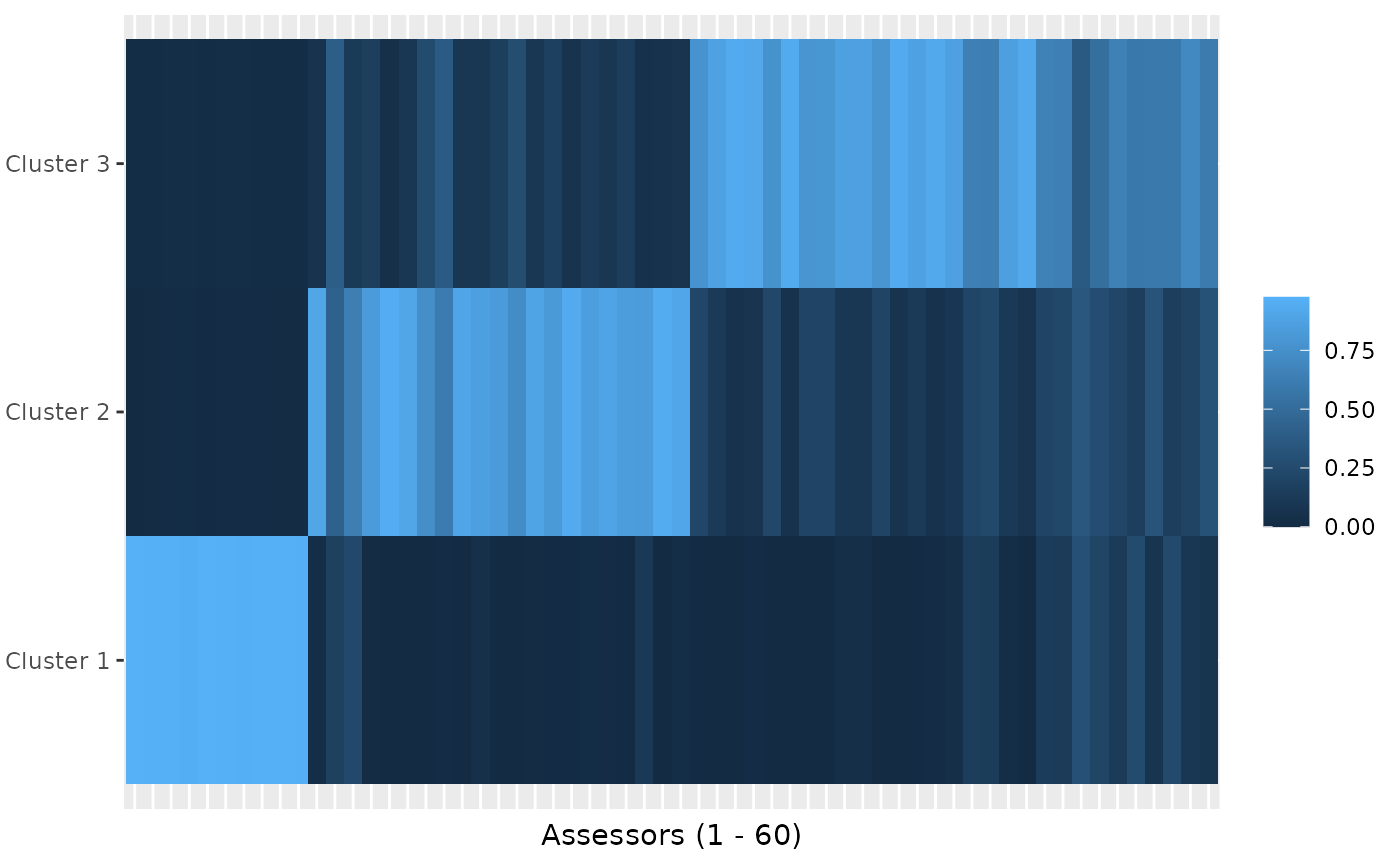 Cluster 3
Cluster 2
Cluster 1
0.75
0.50
0.25
0.00
Assessors (1 - 60)